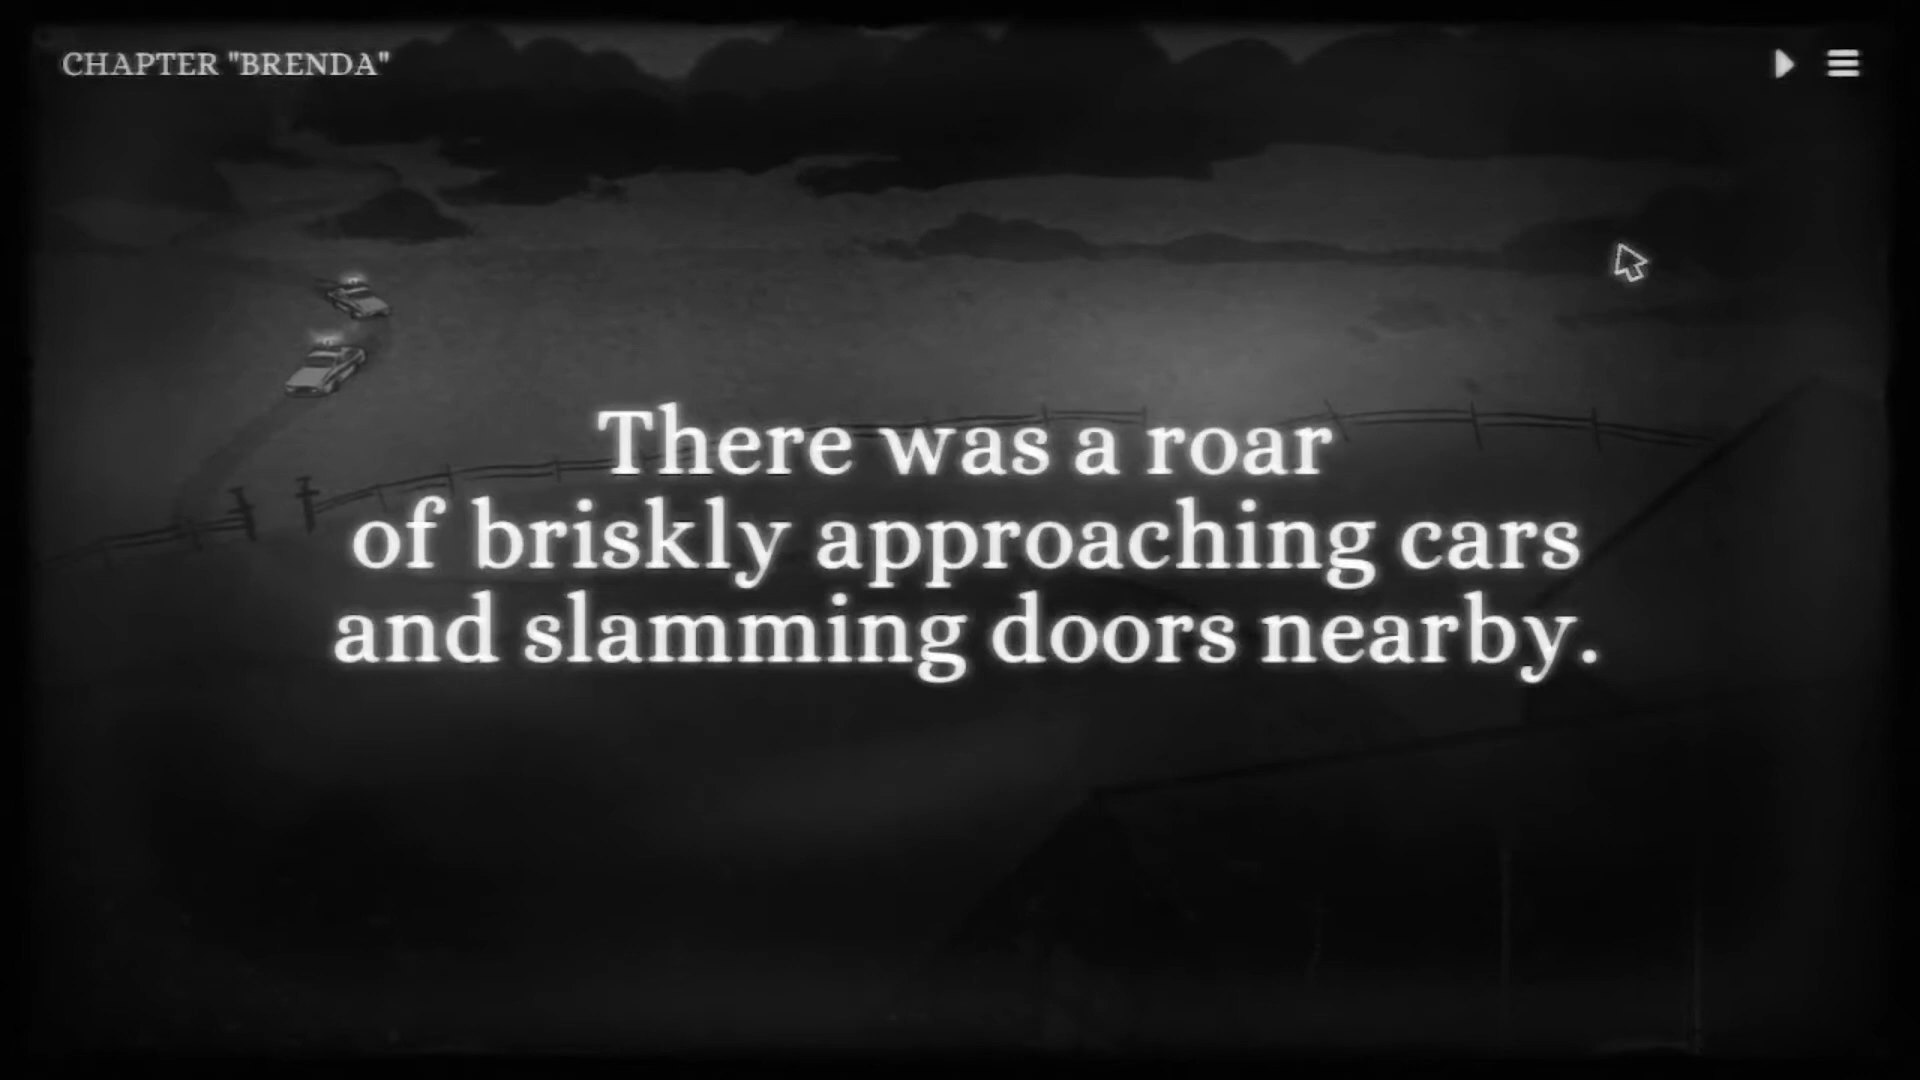 CHAPTER "BRENDA"
There was a roar
of briskly approaching cars
and slamming doors nearby.